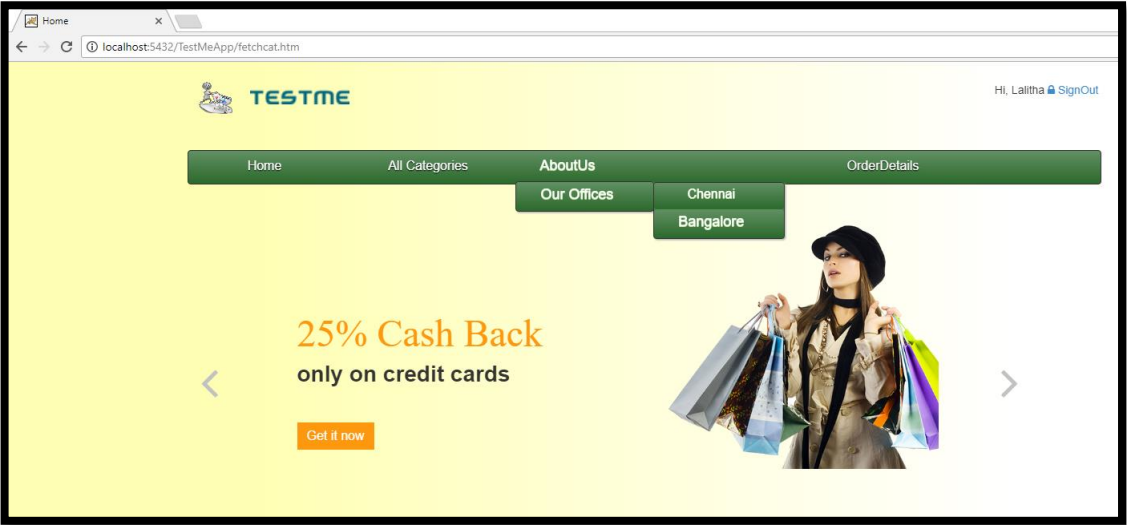 Home
localhost:5432/TestMeApp/fetchcat.htm
TESTME
Hi, Lalitha SignOut
Home All Categories AboutUs OrderDetails
Our Offices Chennai
Bangalore
25% Cash Back
only on credit cards
Get it now